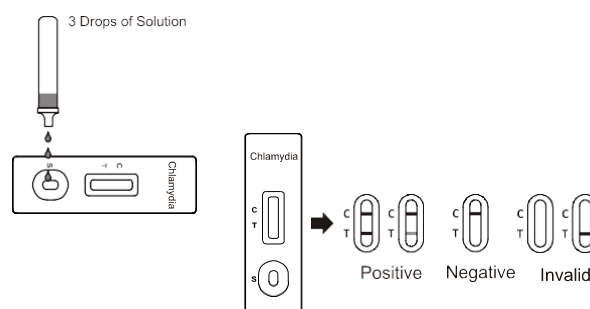 3 Drops of Solution
S
T
C
Chlamydia
Chlamydia
C
T
S
C
T
C
T
C
T
C
T
C
T
Positive
Negative
Invalid